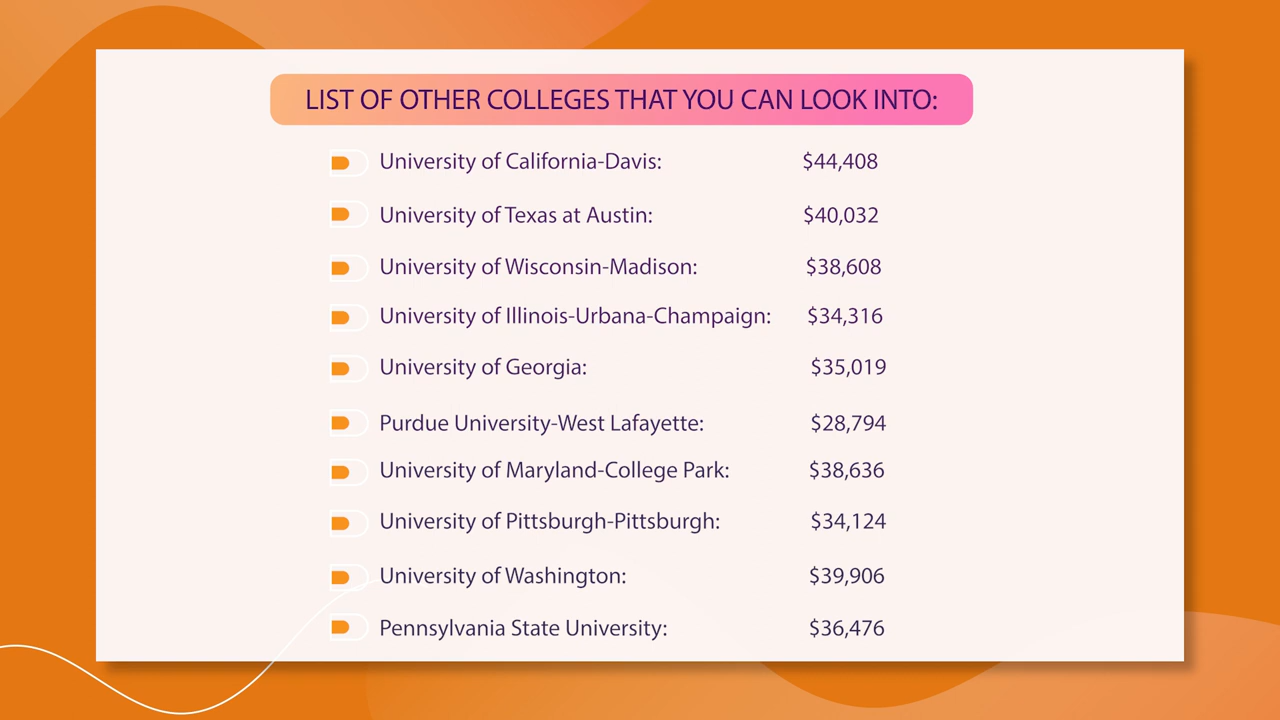 LIST OF OTHER COLLEGES THAT YOU CAN LOOK INTO:
University of California-Davis: $44,408
University of Texas at Austin: $40,032
University of Wisconsin-Madison: $38,608
University of Illinois-Urbana-Champaign: $34,316
University of Georgia: $35,019
Purdue University-West Lafayette: $28,794
University of Maryland-College Park: $38,636
University of Pittsburgh-Pittsburgh: $34,124
University of Washington: $39,906
Pennsylvania State University: $36,476